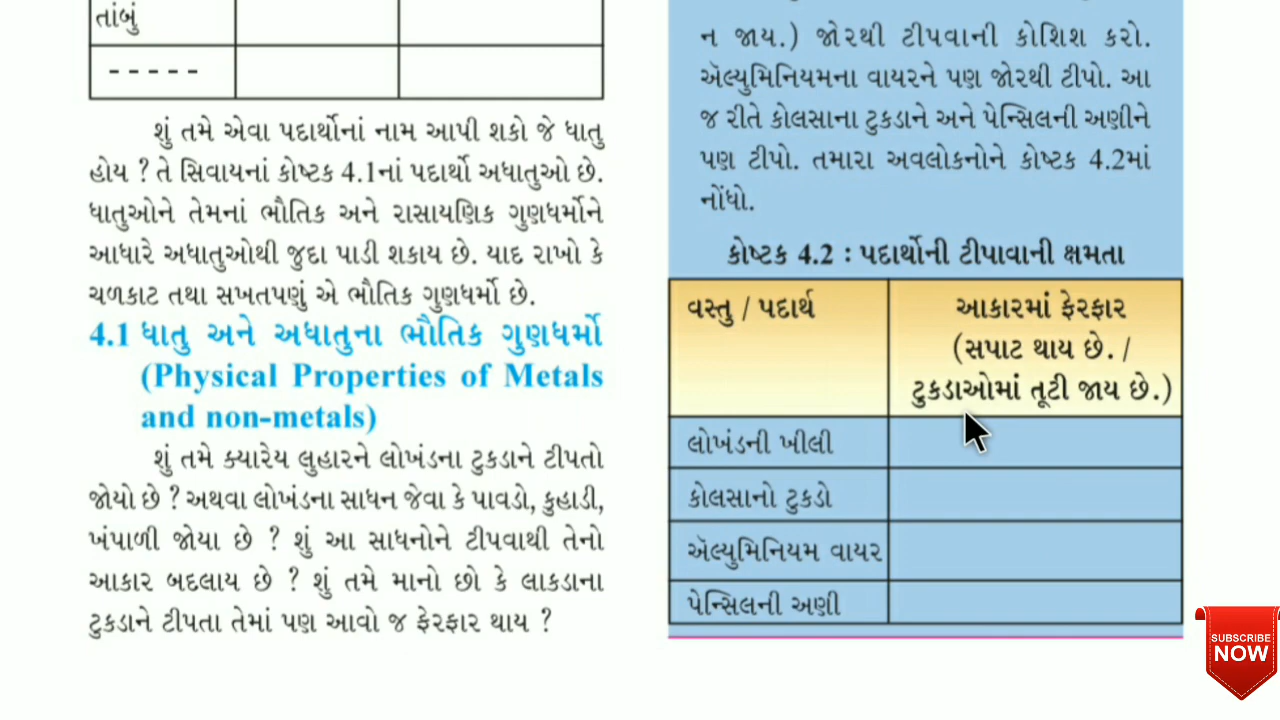 તાંબું
-----
શું તમે એવા પદાર્થોનાં નામ આપી શકો જે ધાતુ
હોય ? તે સિવાયનાં કોષ્ટક 4.1નાં પદાર્થો અધાતુઓ છે.
ધાતુઓને તેમનાં ભૌતિક અને રાસાયણિક ગુણધર્મોને
આધારે અધાતુઓથી જુદા પાડી શકાય છે. યાદ રાખો કે
ચળકાટ તથા સખતપણું એ ભૌતિક ગુણધર્મો છે.
4.1 ધાતુ અને અધાતુના ભૌતિક ગુણધર્મો
(Physical Properties of Metals
and non-metals)
શું તમે ક્યારેય લુહારને લોખંડના ટુકડાને ટીપતો
જોયો છે ? અથવા લોખંડના સાધન જેવા કે પાવડો, કુહાડી,
ખંપાળી જોયા છે ? શું આ સાધનોને ટીપવાથી તેનો
આકાર બદલાય છે ? શું તમે માનો છો કે લાકડાના
ટુકડાને ટીપતા તેમાં પણ આવો જ ફેરફાર થાય ?
ન જાય.) જોરથી ટીપવાની કોશિશ કરો.
ઍલ્યુમિનિયમના વાયરને પણ જોરથી ટીપો. આ
જ રીતે કોલસાના ટુકડાને અને પેન્સિલની અણીને
પણ ટીપો. તમારા અવલોકનોને કોષ્ટક 4.2માં
નોંધો.
કોષ્ટક 4.2 : પદાર્થોની ટીપાવાની ક્ષમતા
વસ્તુ / પદાર્થ
આકારમાં ફેરફાર
(સપાટ થાય છે. /
ટુકડાઓમાં તૂટી જાય છે.)
લોખંડની ખીલી
કોલસાનો ટુકડો
ઍલ્યુમિનિયમ વાયર
પેન્સિલની અણી
SUBSCRIBE
NOW